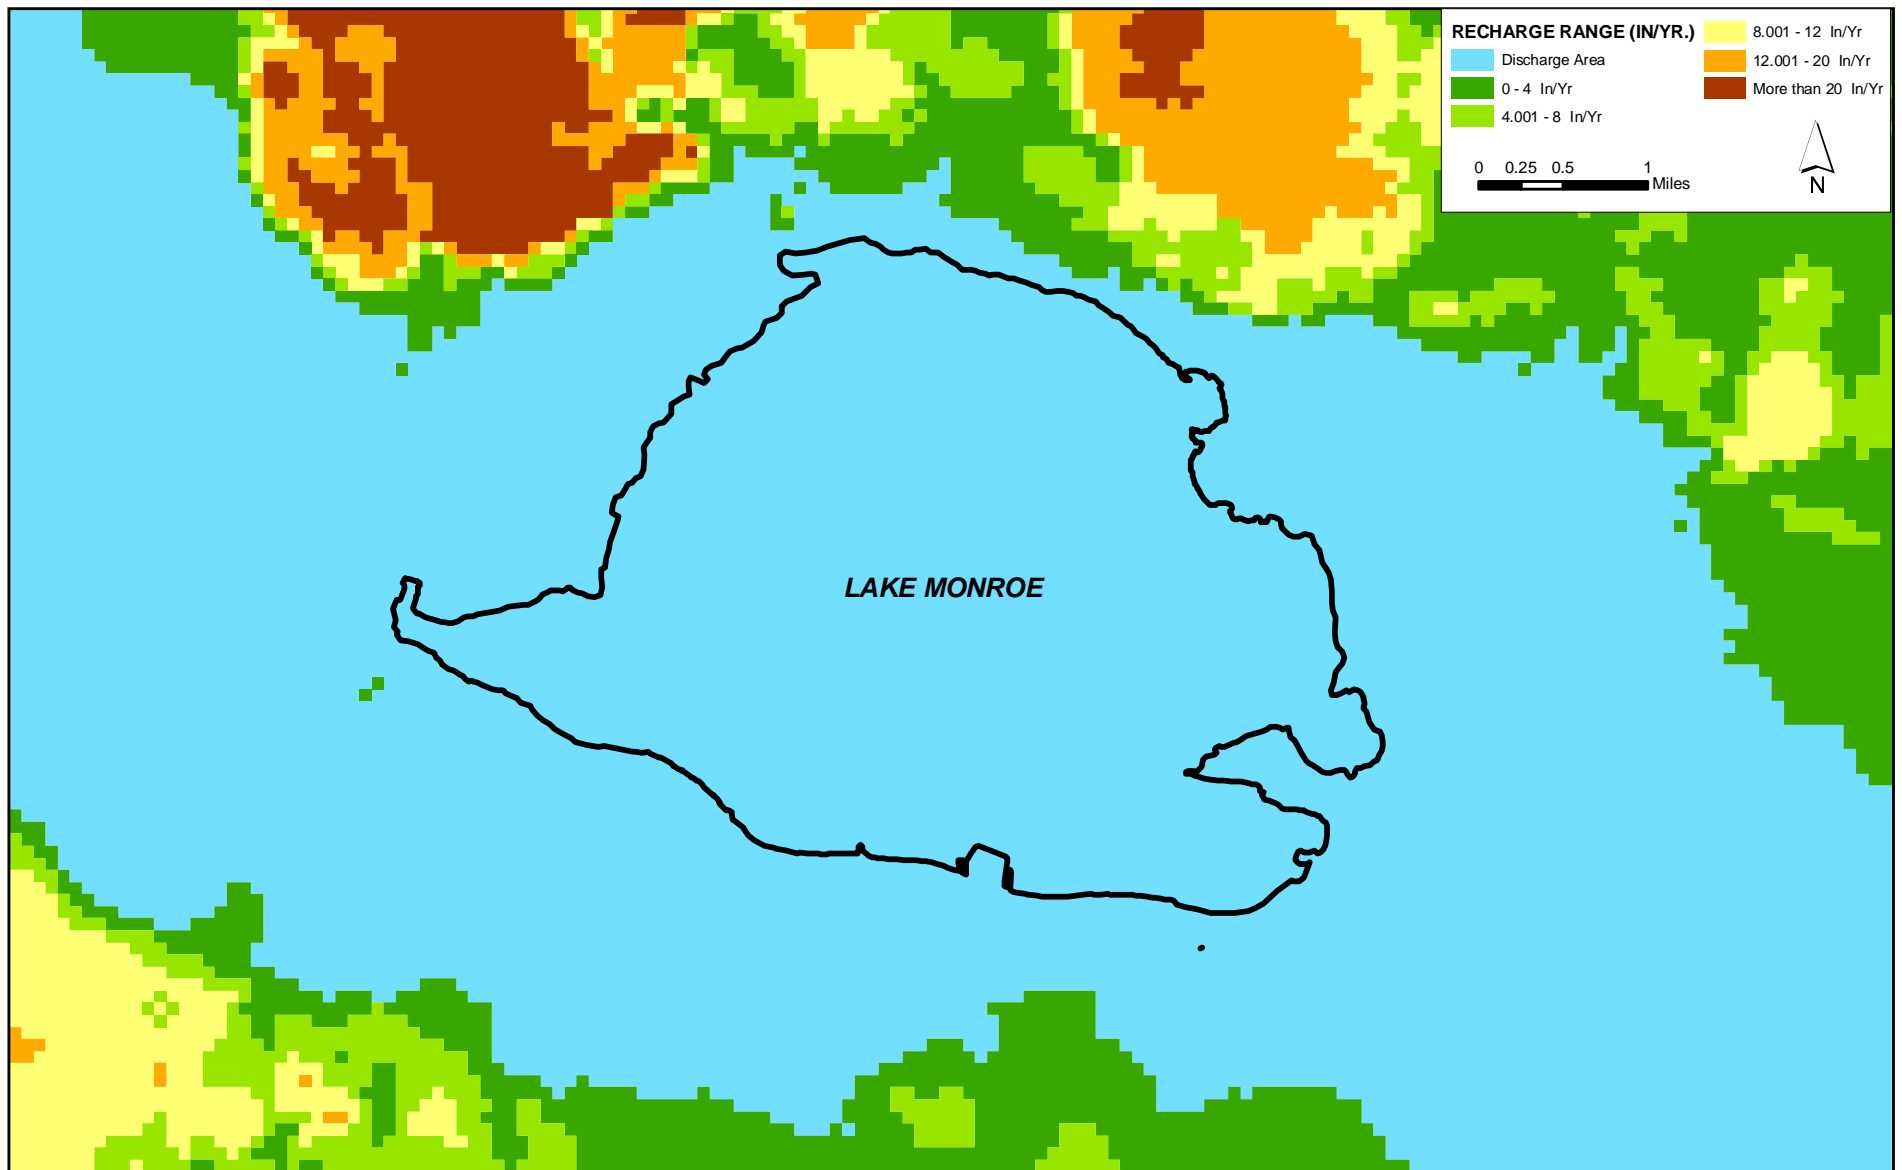 RECHARGE RANGE (IN/YR.)
Discharge Area
0 - 4 In/Yr
4.001 - 8 In/Yr
8.001 - 12 In/Yr
12.001 - 20 In/Yr
More than 20 In/Yr
0 0.25 0.5 1
Miles
N
LAKE MONROE